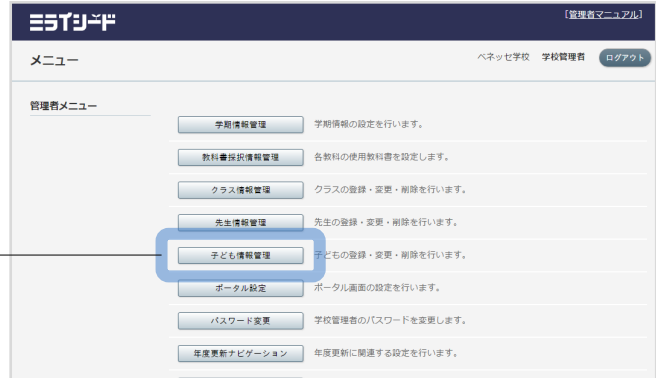 ミライシード
[管理者マニュアル]
メニュー
ベネッセ学校 学校管理者 ログアウト
管理者メニュー
学期情報管理 学期情報の設定を行います。
教科書採択情報管理 各教科の使用教科書を設定します。
クラス情報管理 クラスの登録・変更・削除を行います。
先生情報管理 先生の登録・変更・削除を行います。
子ども情報管理 子どもの登録・変更・削除を行います。
ポータル設定 ポータル画面の設定を行います。
パスワード変更 学校管理者のパスワードを変更します。
年度更新ナビゲーション 年度更新に関連する設定を行います。